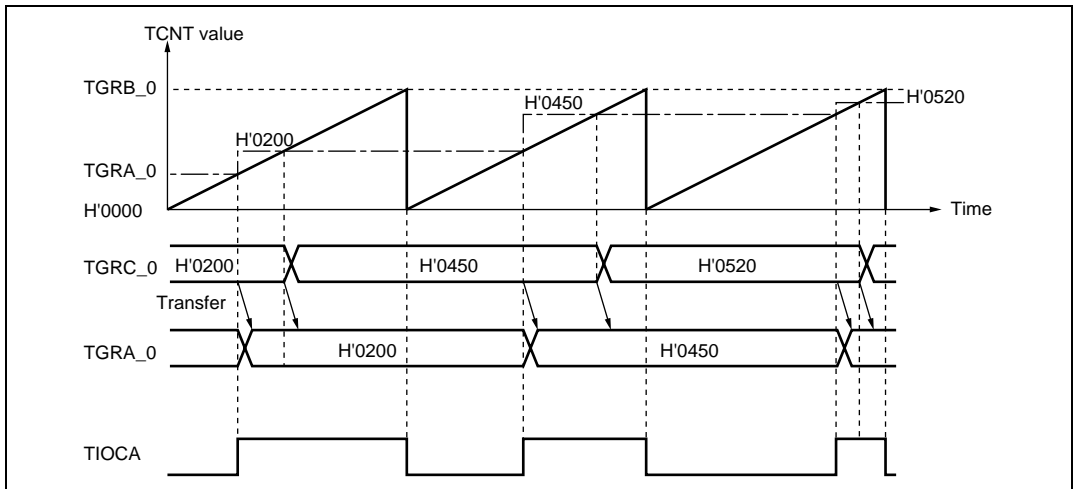 TCNT value
TGRB_0
H'0520
H'0450
H'0200
TGRA_0
H'0000
Time
TGRC_0 H'0200 H'0450 H'0520
Transfer
TGRA_0 H'0200 H'0450
TIOCA